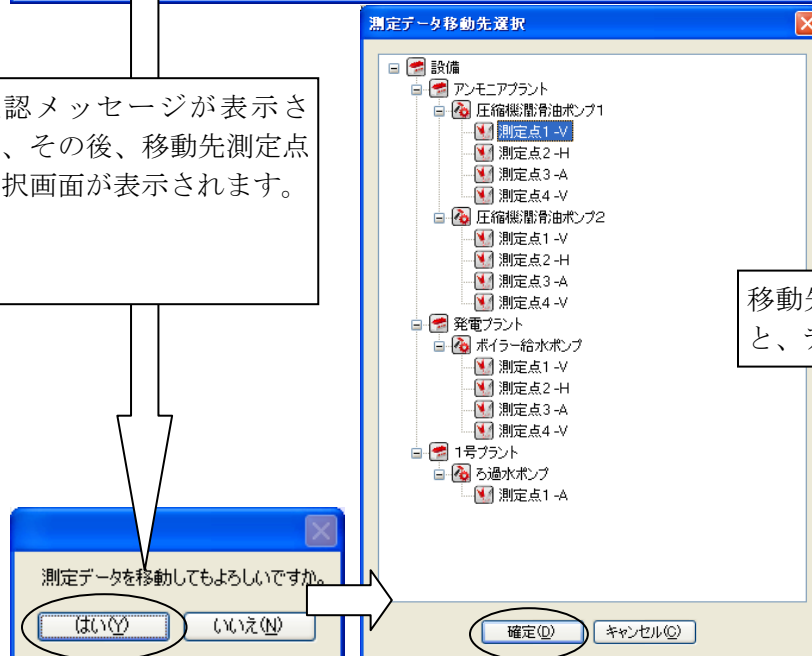 認メッセージが表示さ
、その後、移動先測定点
択画面が表示されます。
測定データを移動してもよろしいですか。
はい(Y)
いいえ(N)
測定データ移動先選択
設備
アンモニアプラント
圧縮機潤滑油ポンプ1
測定点1 -V
測定点2 -H
測定点3 -A
測定点4 -V
圧縮機潤滑油ポンプ2
測定点1 -V
測定点2 -H
測定点3 -A
測定点4 -V
発電プラント
ボイラー給水ポンプ
測定点1 -V
測定点2 -H
測定点3 -A
測定点4 -V
1号プラント
ろ過水ポンプ
測定点1 -A
確定(D)
キャンセル(C)
移動
と、